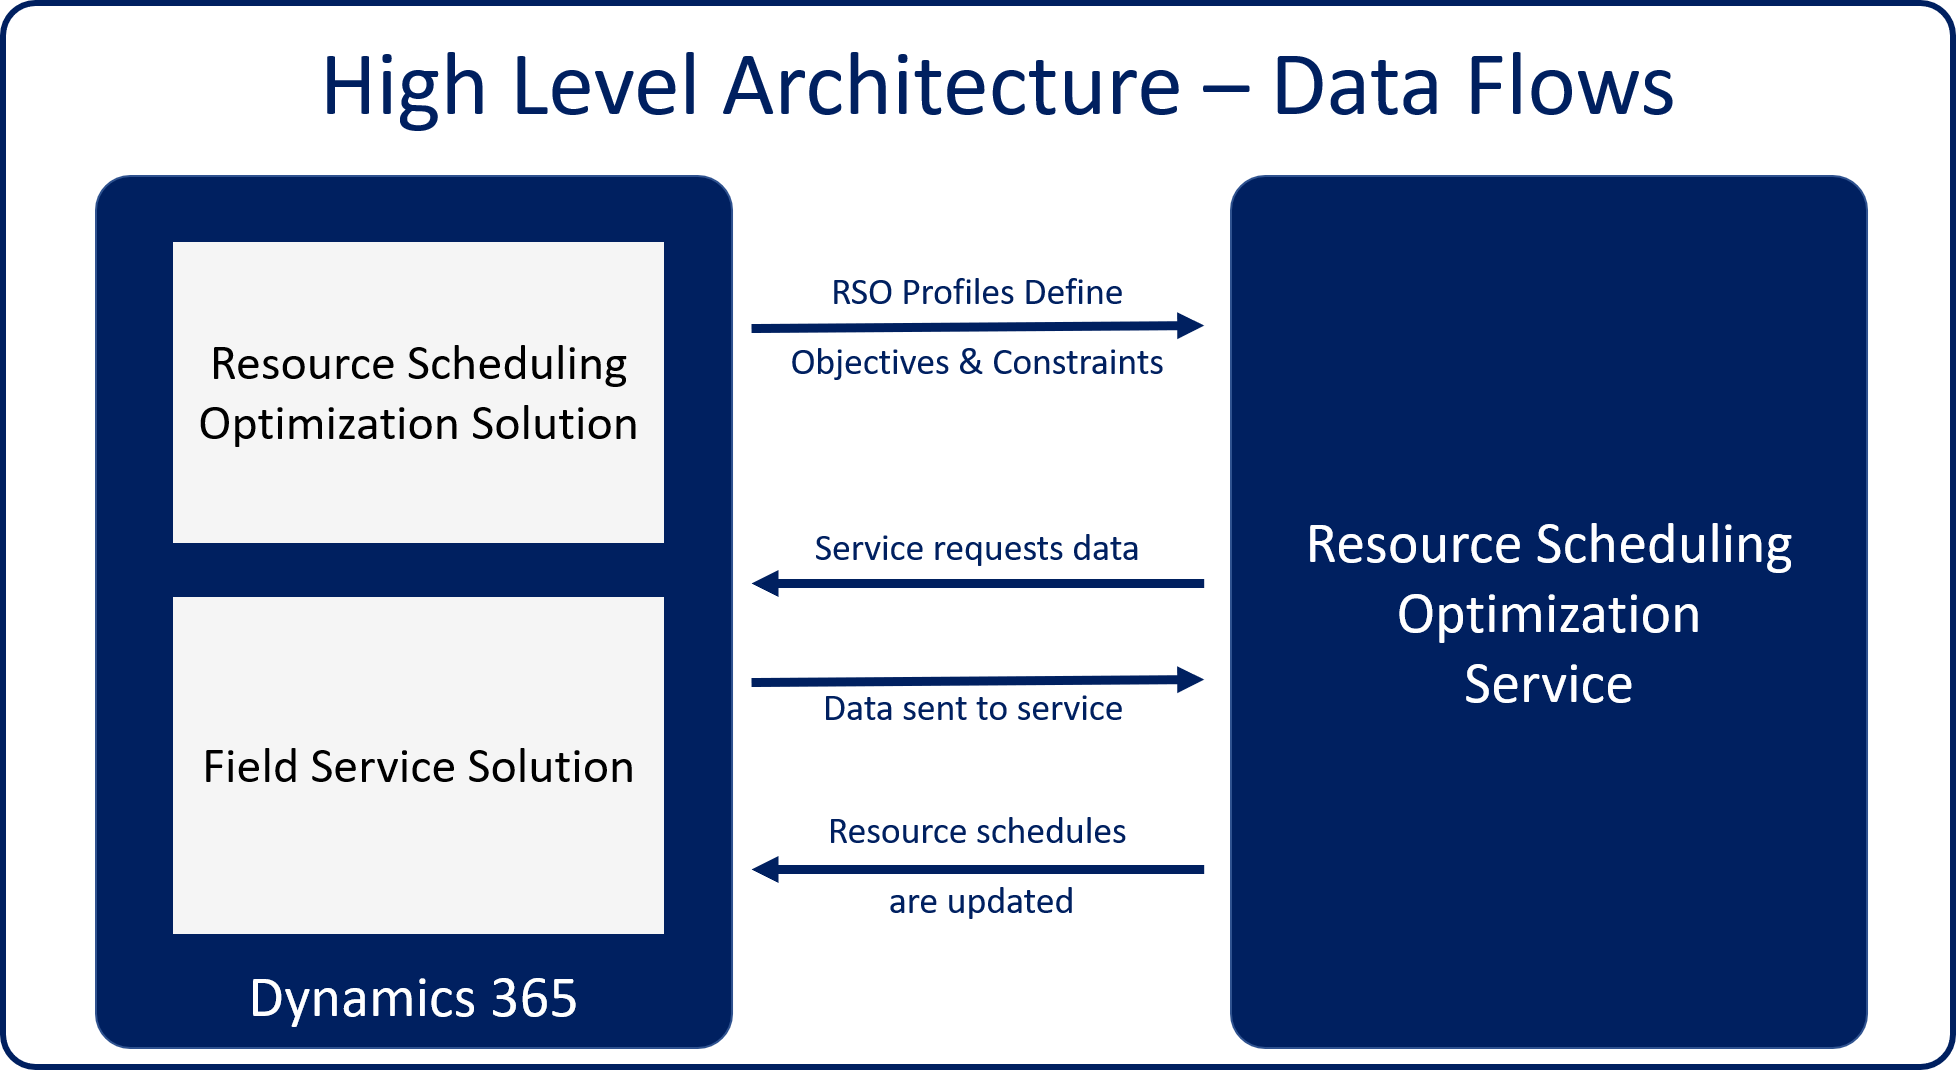 High Level Architecture – Data Flows
Resource Scheduling
Optimization Solution
Field Service Solution
Dynamics 365
RSO Profiles Define
Objectives & Constraints
Service requests data
Data sent to service
Resource schedules
are updated
Resource Scheduling
Optimization
Service